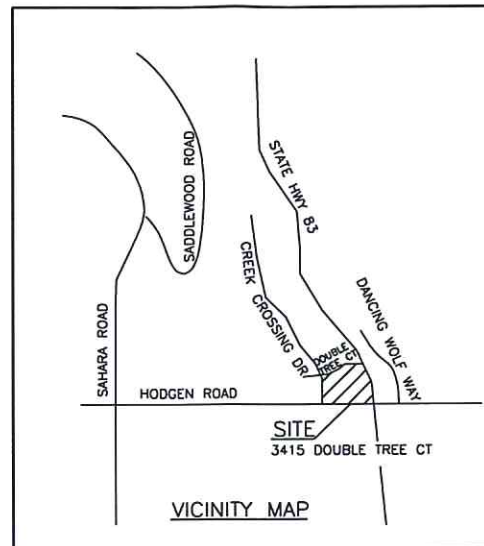 SADDLEWOOD ROAD
STATE HWY 83
CREEK CROSSING DR
DANCING WOLF WAY
DOUBLE
TREE CT
SAHARA ROAD
HODGEN ROAD
SITE
3415 DOUBLE TREE CT
VICINITY MAP